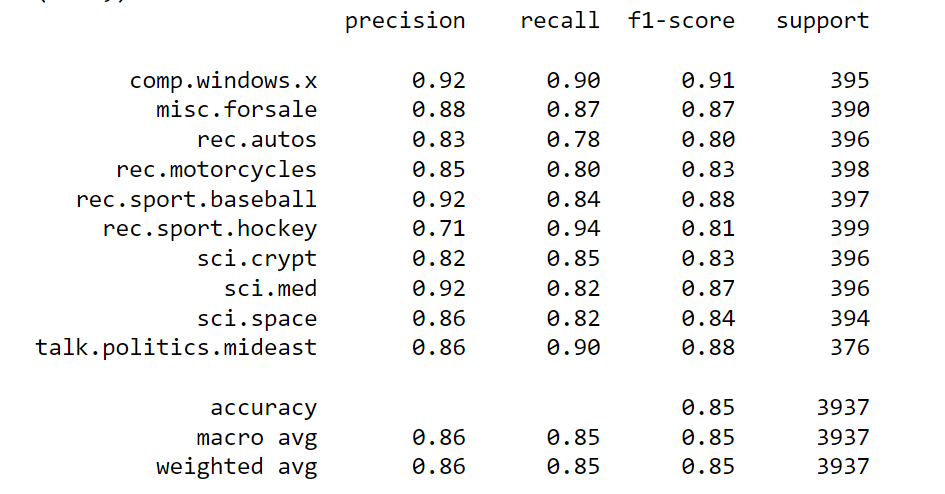 precision recall f1-score support
comp.windows.x 0.92 0.90 0.91 395
misc.forsale 0.88 0.87 0.87 390
rec.autos 0.83 0.78 0.80 396
rec.motorcycles 0.85 0.80 0.83 398
rec.sport.baseball 0.92 0.84 0.88 397
rec.sport.hockey 0.71 0.94 0.81 399
sci.crypt 0.82 0.85 0.83 396
sci.med 0.92 0.82 0.87 396
sci.space 0.86 0.82 0.84 394
talk.politics.mideast 0.86 0.90 0.88 376
accuracy 0.85 3937
macro avg 0.86 0.85 0.85 3937
weighted avg 0.86 0.85 0.85 3937